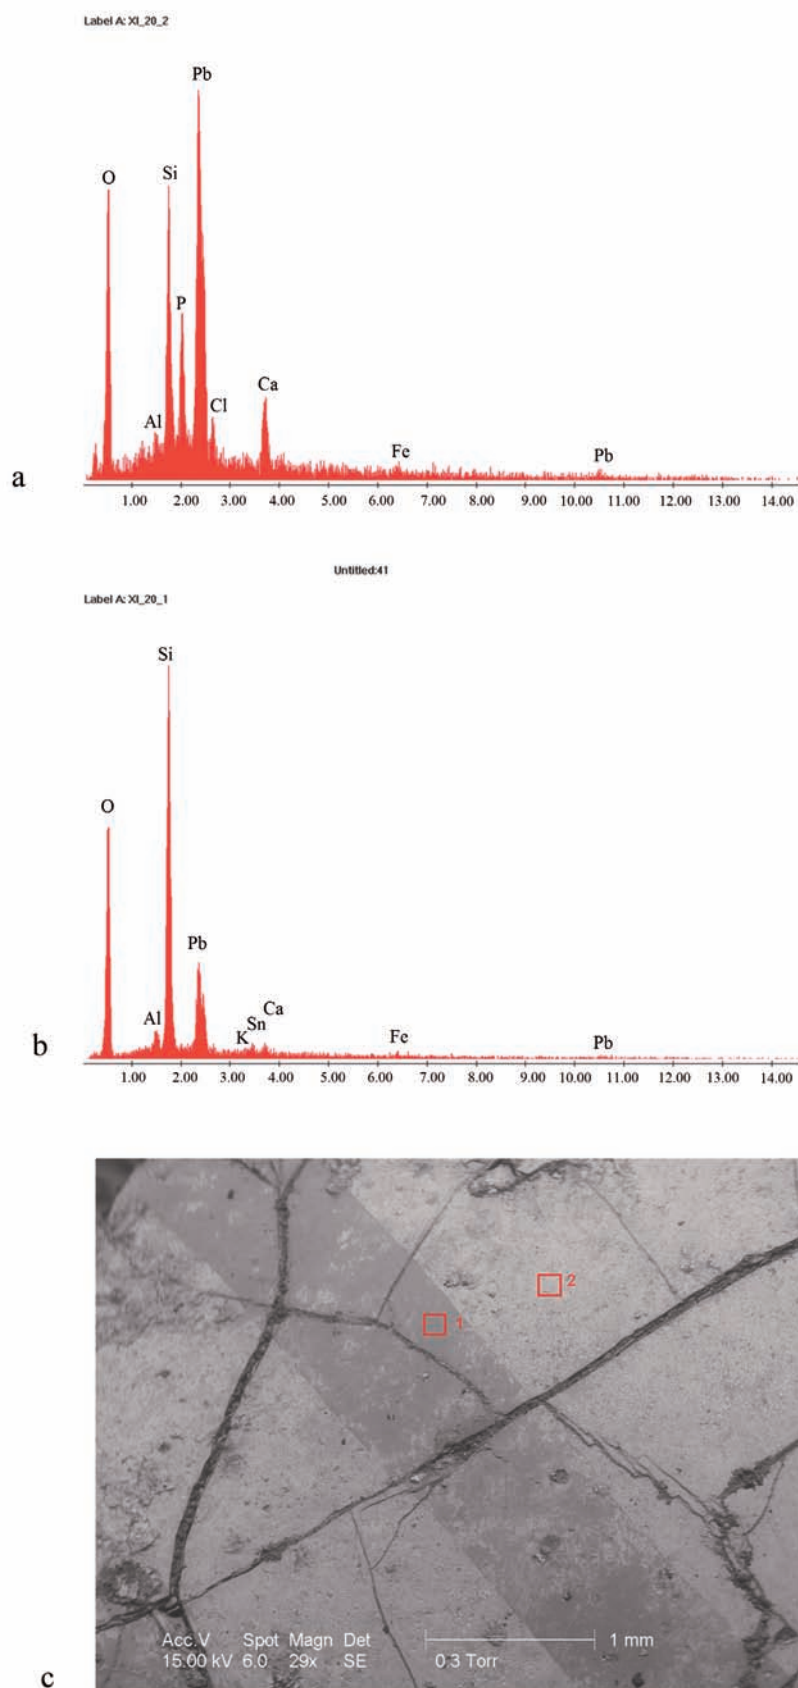 Label A: XI_20_2
Pb
O
Si
P
Al
Cl
Ca
Fe
Pb
a
1.00 2.00 3.00 4.00 5.00 6.00 7.00 8.00 9.00 10.00 11.00 12.00 13.00 14.00
Untitled:41
Label A: XI_20_1
Si
O
Pb
Al
K
Sn
Ca
Fe
Pb
b
1.00 2.00 3.00 4.00 5.00 6.00 7.00 8.00 9.00 10.00 11.00 12.00 13.00 14.00
2
1
Acc.V Spot Magn Det 1 mm
15.00 kV 6.0 29x SE 0.3 Torr
c